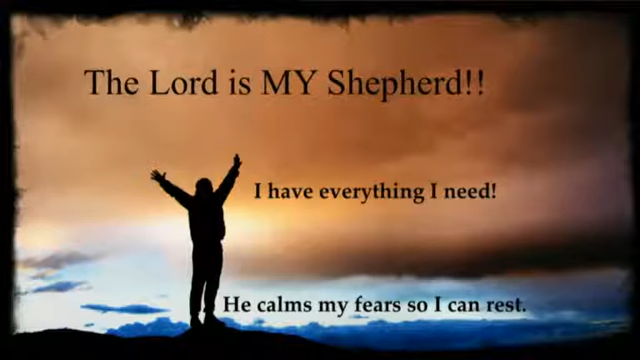 The Lord is MY Shepherd!!
I have everything I need!
He calms my fears so I can rest.